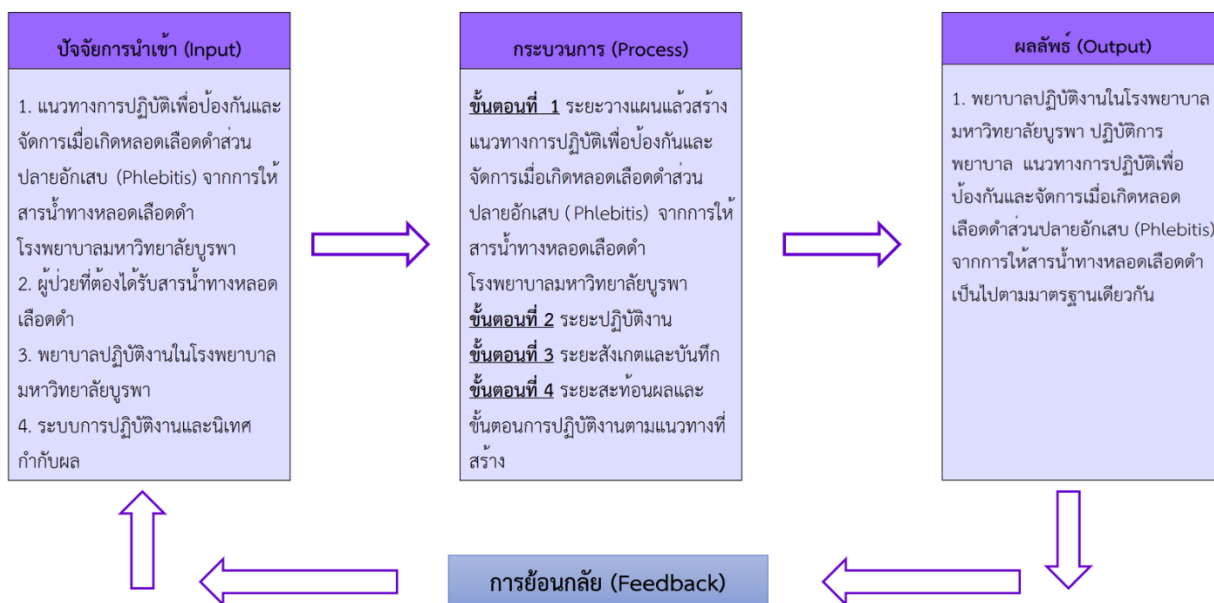 ปัจจัยการนำเข้า (Input)
1. แนวทางการปฏิบัติเพื่อป้องกันและ
จัดการเมื่อเกิดหลอดเลือดดำส่วน
ปลายอักเสบ (Phlebitis) จากการให้
สารน้ำทางหลอดเลือดดำ
โรงพยาบาลมหาวิทยาลัยบูรพา
2. ผู้ป่วยที่ต้องได้รับสารน้ำทางหลอด
เลือดดำ
3. พยาบาลปฏิบัติงานในโรงพยาบาล
มหาวิทยาลัยบูรพา
4. ระบบการปฏิบัติงานและนิเทศ
กำกับผล
กระบวนการ (Process)
ขั้นตอนที่ 1 ระยะวางแผนแล้วสร้าง
แนวทางการปฏิบัติเพื่อป้องกันและ
จัดการเมื่อเกิดหลอดเลือดดำส่วน
ปลายอักเสบ (Phlebitis) จากการให้
สารน้ำทางหลอดเลือดดำ
โรงพยาบาลมหาวิทยาลัยบูรพา
ขั้นตอนที่ 2 ระยะปฏิบัติงาน
ขั้นตอนที่ 3 ระยะสังเกตและบันทึก
ขั้นตอนที่ 4 ระยะสะท้อนผลและ
ขั้นตอนการปฏิบัติงานตามแนวทางที่
สร้าง
ผลลัพธ์ (Output)
1. พยาบาลปฏิบัติงานในโรงพยาบาล
มหาวิทยาลัยบูรพา ปฏิบัติการ
พยาบาล แนวทางการปฏิบัติเพื่อ
ป้องกันและจัดการเมื่อเกิดหลอด
เลือดดำส่วนปลายอักเสบ (Phlebitis)
จากการให้สารน้ำทางหลอดเลือดดำ
เป็นไปตามมาตรฐานเดียวกัน
การย้อนกลัย (Feedback)